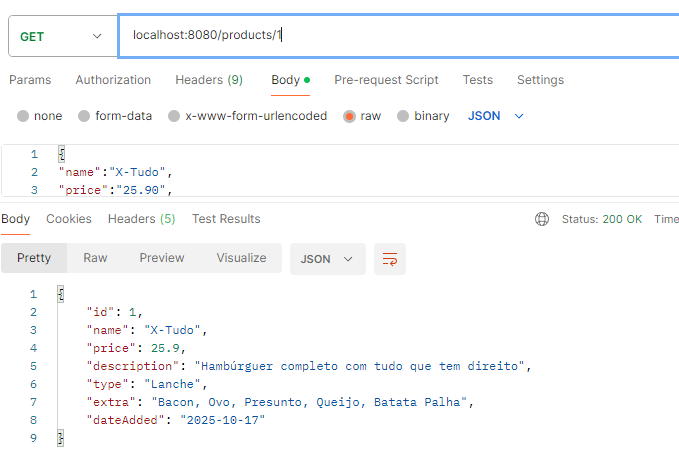 GET localhost:8080/products/1
Params Authorization Headers (9) Body Pre-request Script Tests Settings
none form-data x-www-form-urlencoded raw binary JSON
1 {
2 "name":"X-Tudo",
3 "price":"25.90",
Body Cookies Headers (5) Test Results Status: 200 OK Time
Pretty Raw Preview Visualize JSON
1 {
2 "id": 1,
3 "name": "X-Tudo",
4 "price": 25.9,
5 "description": "Hambúrguer completo com tudo que tem direito",
6 "type": "Lanche",
7 "extra": "Bacon, Ovo, Presunto, Queijo, Batata Palha",
8 "dateAdded": "2025-10-17"
9 }